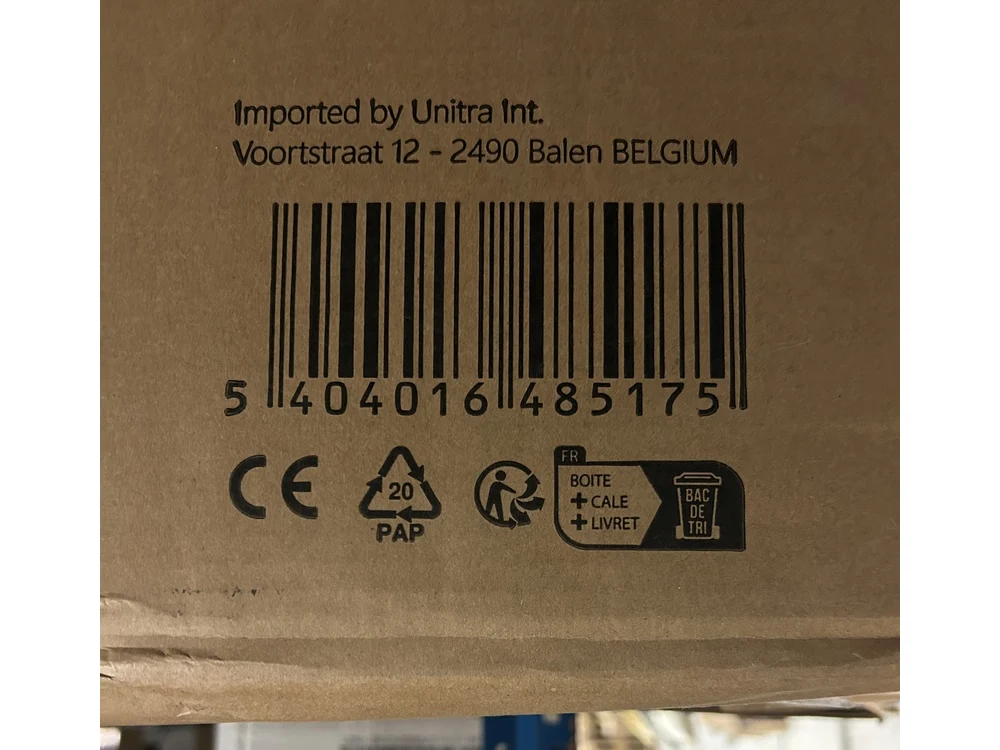 Imported by Unitra Int.
Voortstraat 12 - 2490 Balen BELGIUM
5 404016 485175
CE
20
PAP
FR
BOITE
+ CALE
+ LIVRET
BAC
DE
TRI